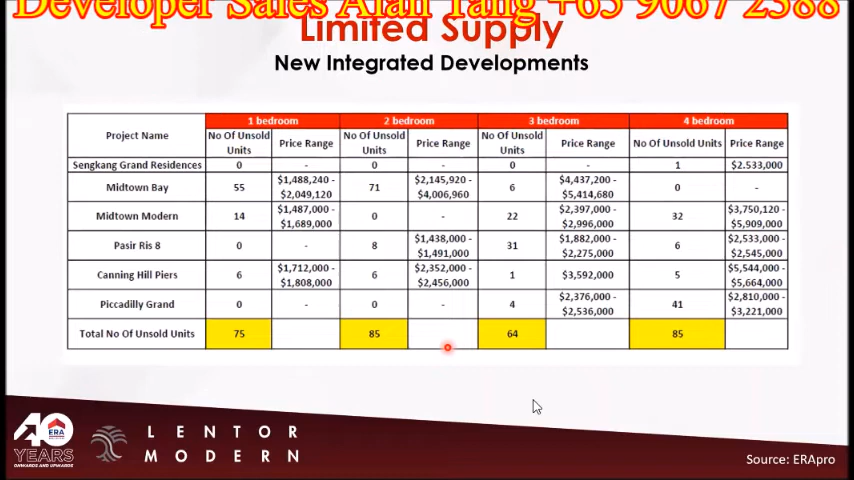 Developer Sales Alan Tang +65 9067 2388
Limited Supply
New Integrated Developments
Project Name | 1 bedroom | 2 bedroom | 3 bedroom | 4 bedroom
No Of Unsold Units | Price Range | No Of Unsold Units | Price Range | No Of Unsold Units | Price Range | No Of Unsold Units | Price Range
Sengkang Grand Residences | 0 | - | 0 | - | 0 | - | 1 | $2.533,000
Midtown Bay | 55 | $1,488,240 - $2,049,120 | 71 | $2,145,920 - $4,006,960 | 6 | $4,437,200 - $5,414,680 | 0 | -
Midtown Modern | 14 | $1,487,000 - $1,689,000 | 0 | - | 22 | $2,397,000 - $2,996,000 | 32 | $3,750,120 - $5,909,000
Pasir Ris 8 | 0 | - | 8 | $1,438,000 - $1,491,000 | 31 | $1,882,000 - $2,275,000 | 6 | $2,533,000 - $2,545,000
Canning Hill Piers | 6 | $1,712,000 - $1,808,000 | 6 | $2,352,000 - $2,456,000 | 1 | $3,592,000 | 5 | $5,544,000 - $5,664,000
Piccadilly Grand | 0 | - | 0 | - | 4 | $2,376,000 - $2,536,000 | 41 | $2,810,000 - $3,221,000
Total No Of Unsold Units | 75 | 85 | 64 | 85
40 ERA
YEARS
ONWARDS AND UPWARDS
LENTOR
MODERN
Source: ERApro